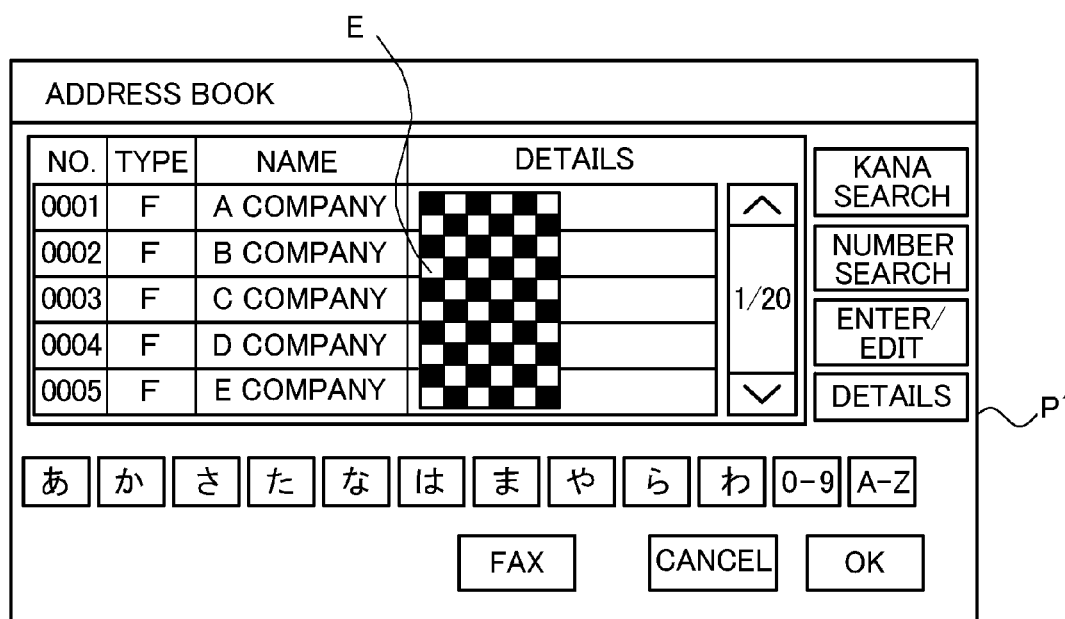 E
ADDRESS BOOK
NO. TYPE NAME DETAILS
0001 F A COMPANY
0002 F B COMPANY
0003 F C COMPANY
0004 F D COMPANY
0005 F E COMPANY
1/20
KANA
SEARCH
NUMBER
SEARCH
ENTER/
EDIT
DETAILS
P1
あ か さ た な は ま や ら わ 0-9 A-Z
FAX CANCEL OK